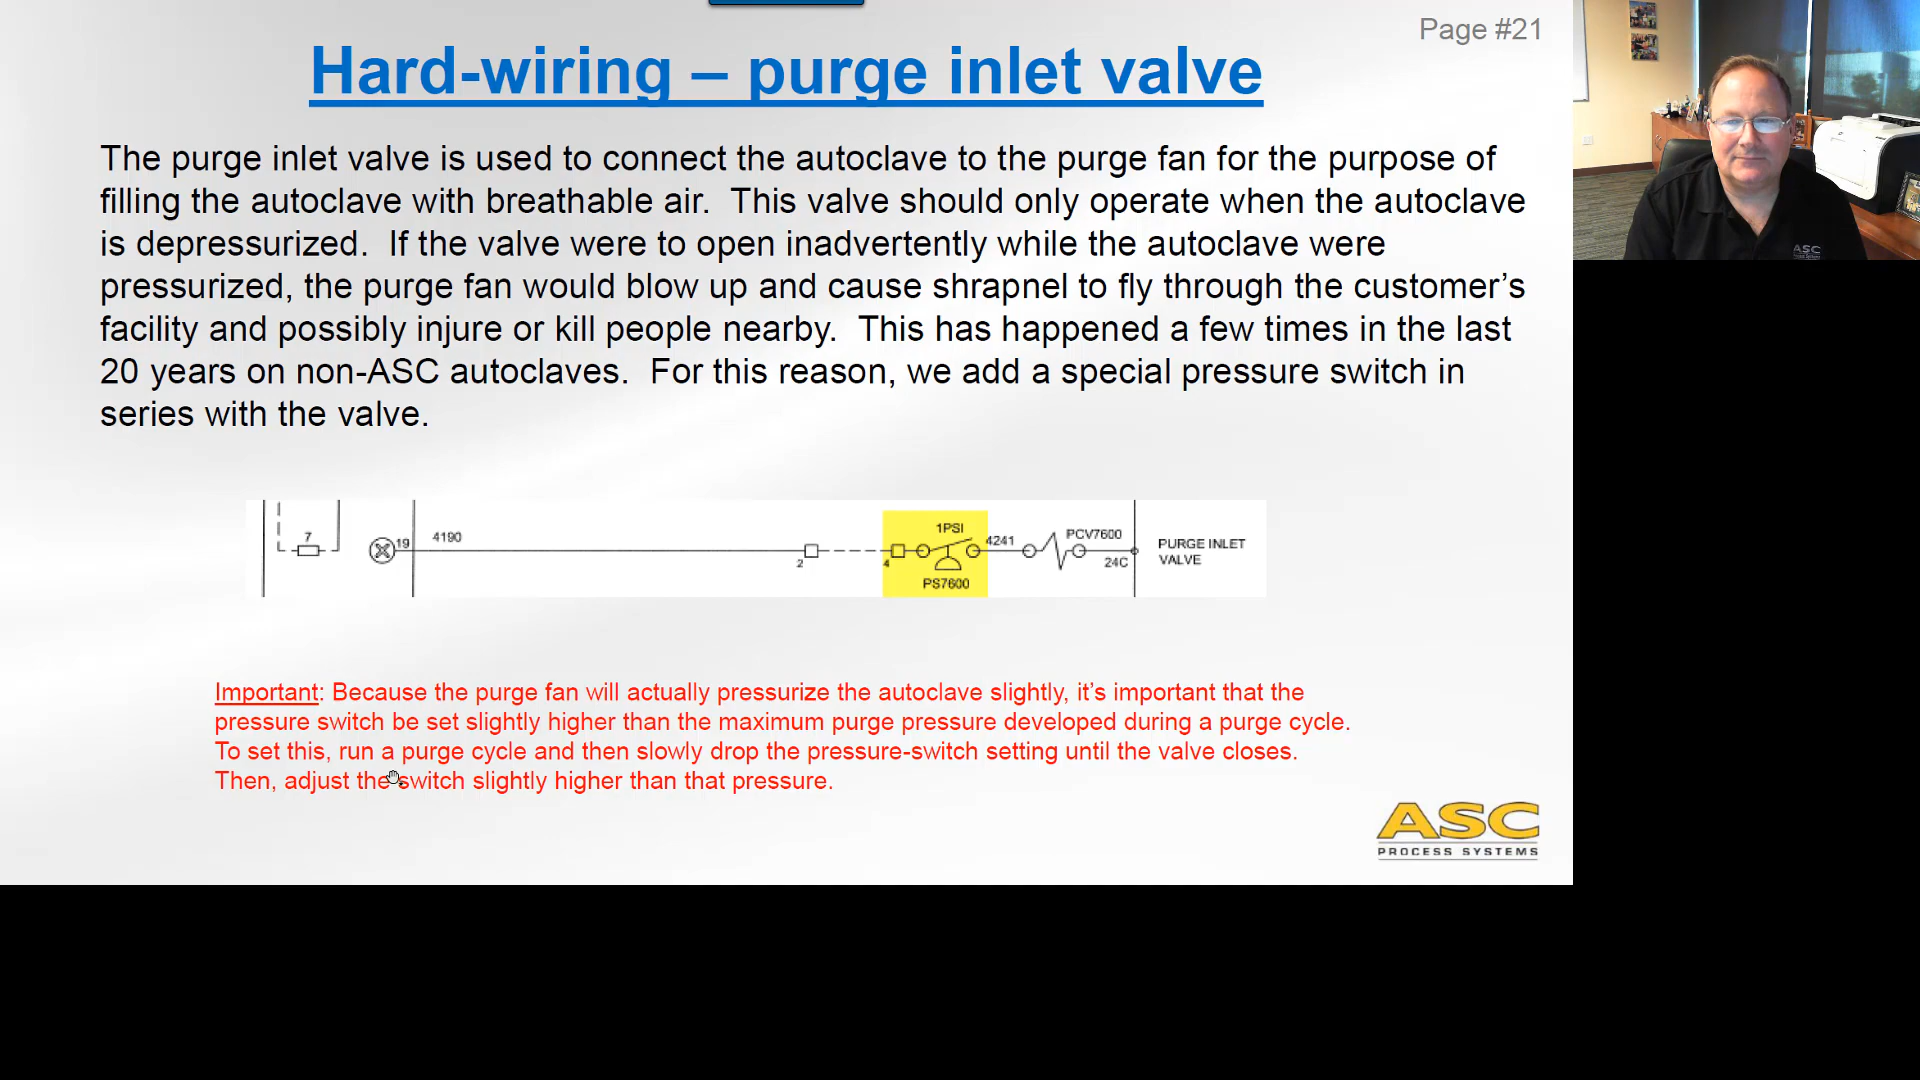 Page #21
Hard-wiring – purge inlet valve
The purge inlet valve is used to connect the autoclave to the purge fan for the purpose of
filling the autoclave with breathable air.  This valve should only operate when the autoclave
is depressurized.  If the valve were to open inadvertently while the autoclave were
pressurized, the purge fan would blow up and cause shrapnel to fly through the customer’s
facility and possibly injure or kill people nearby.  This has happened a few times in the last
20 years on non-ASC autoclaves.  For this reason, we add a special pressure switch in
series with the valve.
7
19
4190
2
4
1PSI
PS7600
4241
PCV7600
24C
PURGE INLET
VALVE
Important: Because the purge fan will actually pressurize the autoclave slightly, it’s important that the
pressure switch be set slightly higher than the maximum purge pressure developed during a purge cycle.
To set this, run a purge cycle and then slowly drop the pressure-switch setting until the valve closes.
Then, adjust the switch slightly higher than that pressure.
ASC
PROCESS SYSTEMS
ASC